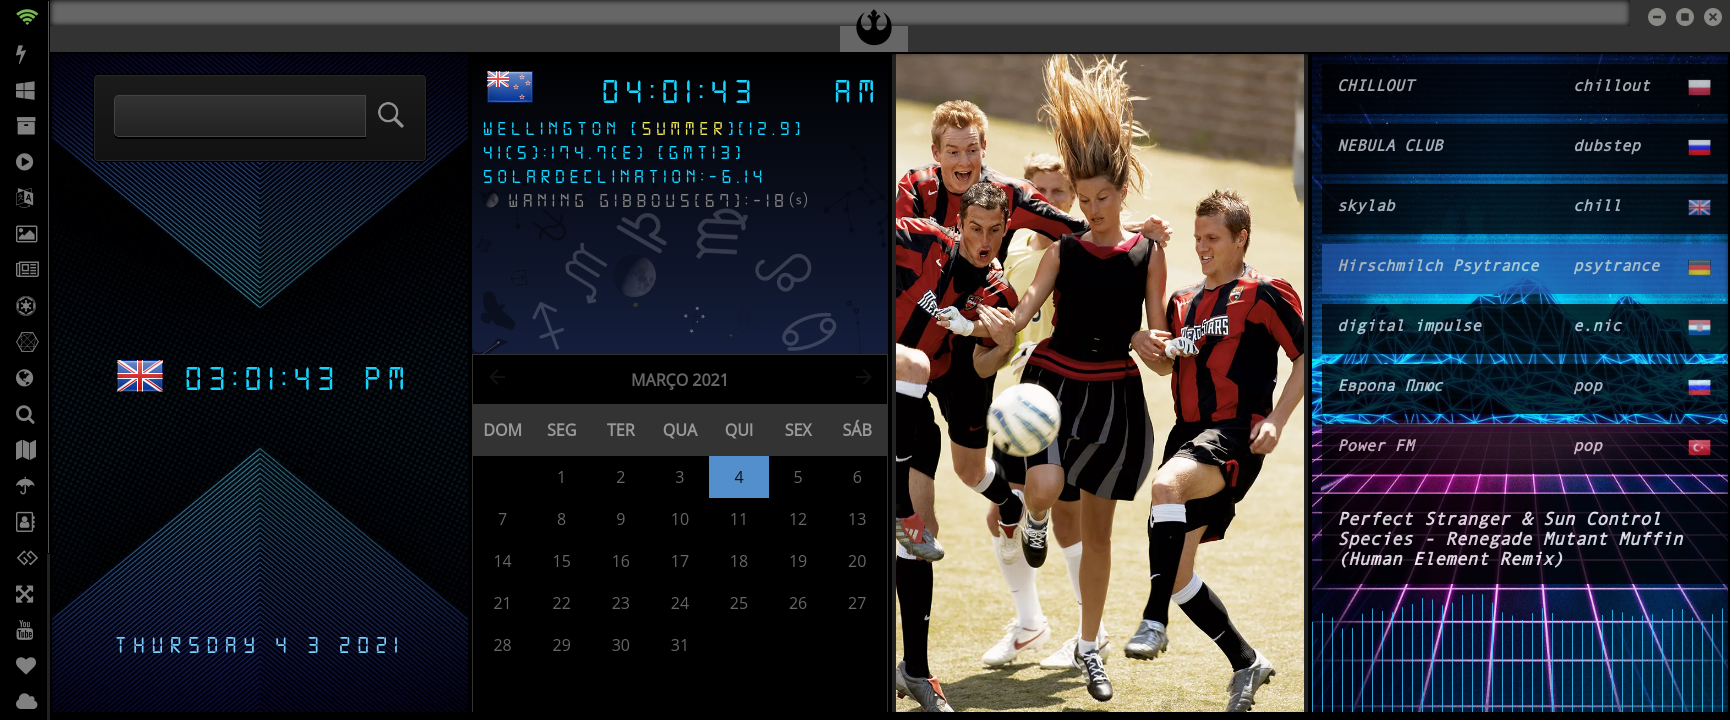 03:01:43 PM
THURSDAY 4 3 2021
04:01:43 AM
WELLINGTON [SUMMER][12.9]
41(S):174.7(E) [GMT13]
SOLARDECLINATION:-6.14
WANING GIBBOUS[67]:-18(s)
MARÇO 2021
DOM SEG TER QUA QUI SEX SÁB
1 2 3 4 5 6
7 8 9 10 11 12 13
14 15 16 17 18 19 20
21 22 23 24 25 26 27
28 29 30 31
CHILLOUT chillout
NEBULA CLUB dubstep
skylab chill
Hirschmilch Psytrance psytrance
digital impulse e.nic
Европа Плюс pop
Power FM pop
Perfect Stranger & Sun Control
Species - Renegade Mutant Muffin
(Human Element Remix)
You
Tube